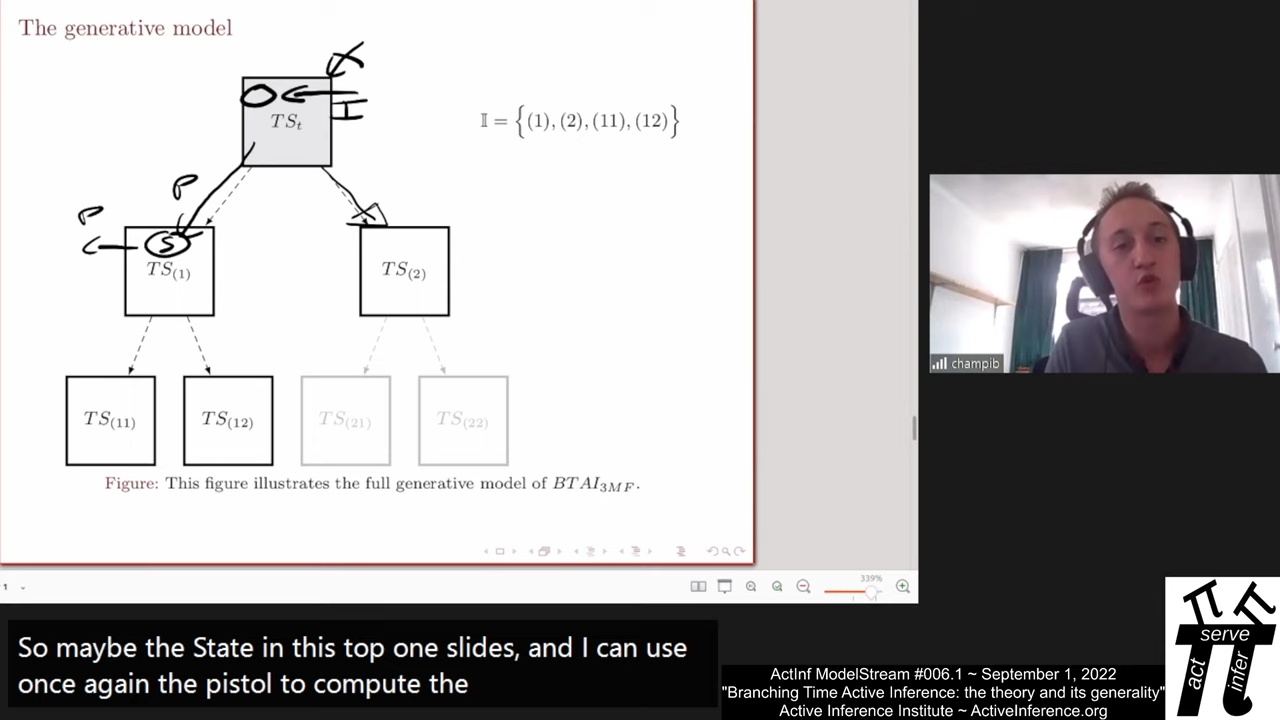 The generative model
I
TS_t
𝕀 = {(1), (2), (11), (12)}
P
P
S
TS_(1)
TS_(2)
TS_(11)
TS_(12)
TS_(21)
TS_(22)
Figure: This figure illustrates the full generative model of BTAI_3MF.
1
339%
champib
So maybe the State in this top one slides, and I can use
once again the pistol to compute the
ActInf ModelStream #006.1 ~ September 1, 2022
"Branching Time Active Inference: the theory and its generality"
Active Inference Institute ~ ActiveInference.org
π π
serve
act
infer